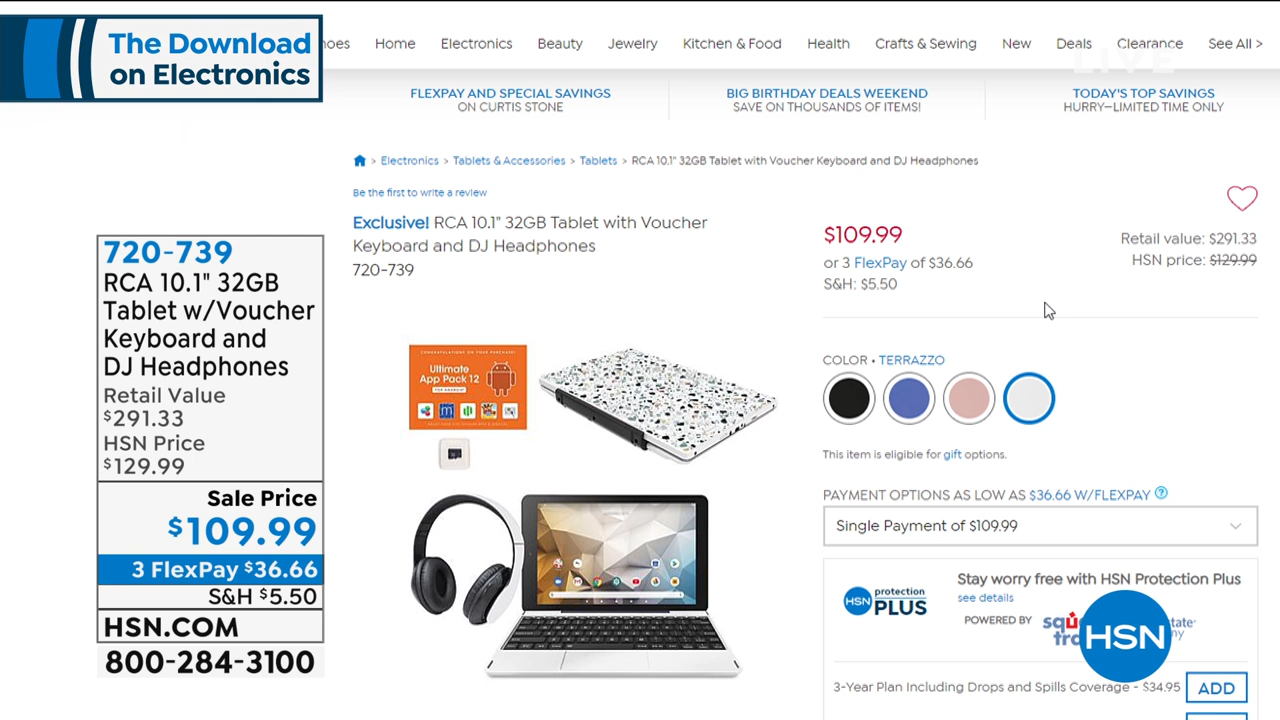 The Download
on Electronics
Home
Electronics
Beauty
Jewelry
Kitchen & Food
Health
Crafts & Sewing
New
Deals
Clearance
See All >
LIVE
FLEXPAY AND SPECIAL SAVINGS
ON CURTIS STONE
BIG BIRTHDAY DEALS WEEKEND
SAVE ON THOUSANDS OF ITEMS!
TODAY'S TOP SAVINGS
HURRY—LIMITED TIME ONLY
> Electronics > Tablets & Accessories > Tablets > RCA 10.1" 32GB Tablet with Voucher Keyboard and DJ Headphones
Be the first to write a review
Exclusive! RCA 10.1" 32GB Tablet with Voucher
Keyboard and DJ Headphones
720-739
$109.99
or 3 FlexPay of $36.66
S&H: $5.50
Retail value: $291.33
HSN price: $129.99
720-739
RCA 10.1" 32GB
Tablet w/Voucher
Keyboard and
DJ Headphones
Retail Value
$291.33
HSN Price
$129.99
Sale Price
$109.99
3 FlexPay $36.66
S&H $5.50
HSN.COM
800-284-3100
CONGRATULATIONS ON YOUR PURCHASE!
Ultimate
App Pack 12
FOR ANDROID
COLOR • TERRAZZO
This item is eligible for gift options.
PAYMENT OPTIONS AS LOW AS $36.66 W/FLEXPAY ?
Single Payment of $109.99
HSN protection
PLUS
Stay worry free with HSN Protection Plus
see details
POWERED BY
HSN
3-Year Plan Including Drops and Spills Coverage - $34.95
ADD